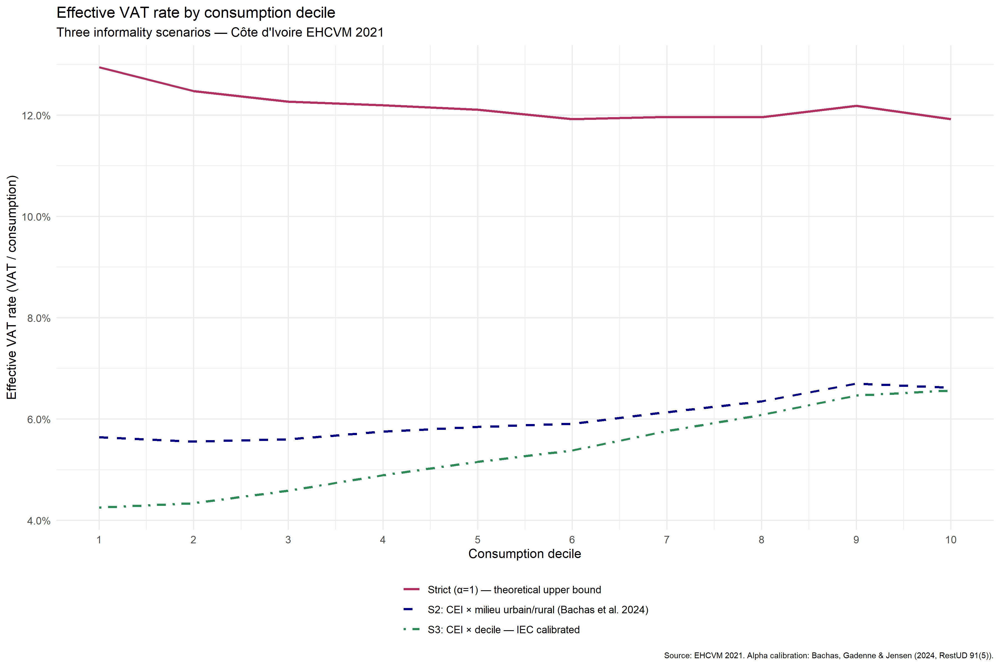 Effective VAT rate by consumption decile
Three informality scenarios — Côte d'Ivoire EHCVM 2021
Effective VAT rate (VAT / consumption)
12.0%
10.0%
8.0%
6.0%
4.0%
1 2 3 4 5 6 7 8 9 10
Consumption decile
Strict (α=1) — theoretical upper bound
S2: CEI × milieu urbain/rural (Bachas et al. 2024)
S3: CEI × decile — IEC calibrated
Source: EHCVM 2021. Alpha calibration: Bachas, Gadenne & Jensen (2024, RestUD 91(5)).